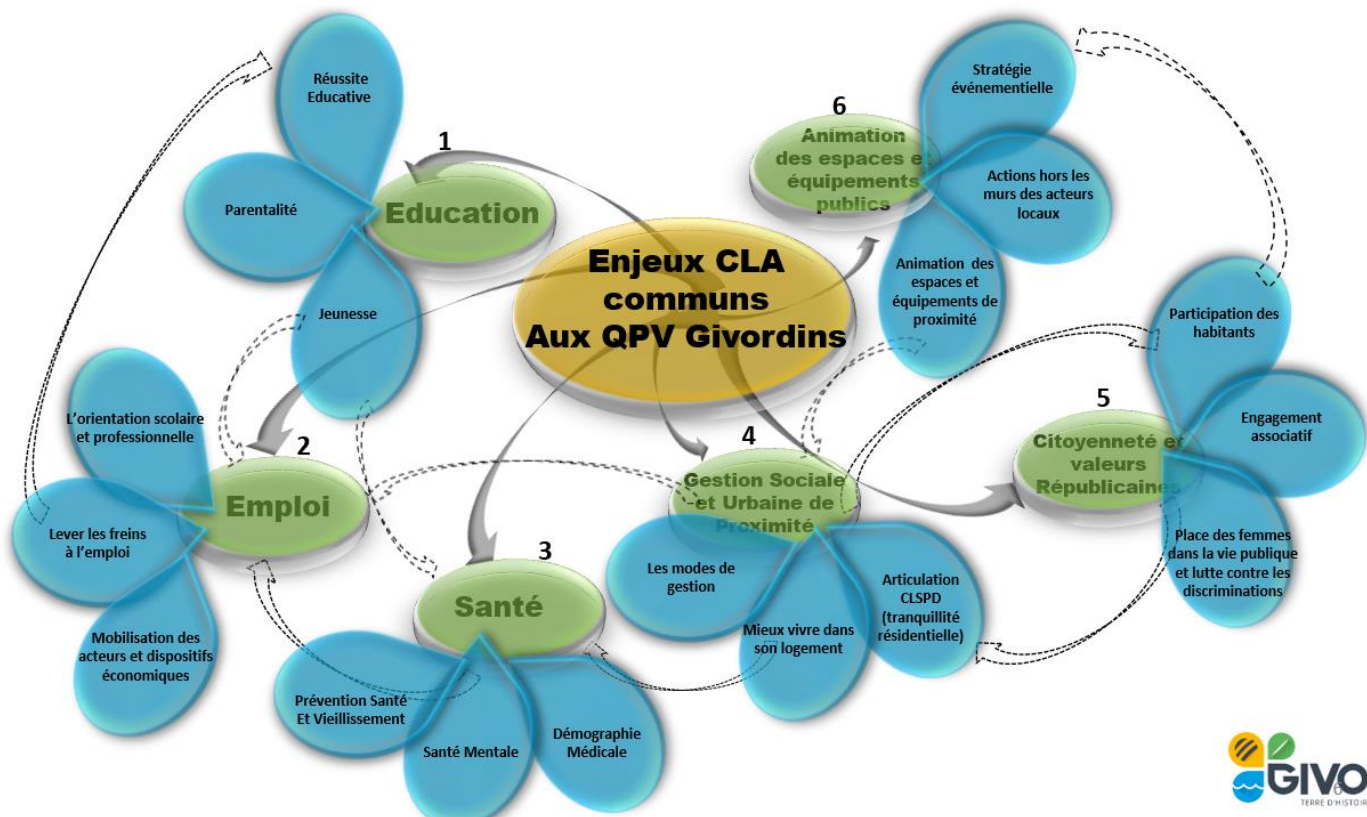 Enjeux CLA
communs
Aux QPV Givordins
1
Education
Réussite
Educative
Parentalité
Jeunesse
2
Emploi
L'orientation scolaire
et professionnelle
Lever les freins
à l'emploi
Mobilisation des
acteurs et dispositifs
économiques
3
Santé
Prévention Santé
Et Vieillissement
Santé Mentale
Démographie
Médicale
4
Gestion Sociale
et Urbaine de
Proximité
Les modes de
gestion
Mieux vivre dans
son logement
Articulation
CLSPD
(tranquillité
résidentielle)
5
Citoyenneté et
valeurs
Républicaines
Participation des
habitants
Engagement
associatif
Place des femmes
dans la vie publique
et lutte contre les
discriminations
6
Animation
des espaces et
équipements
publics
Stratégie
événementielle
Actions hors les
murs des acteurs
locaux
Animation des
espaces et
équipements de
proximité
GIVO
6
TERRE D'HISTOIR